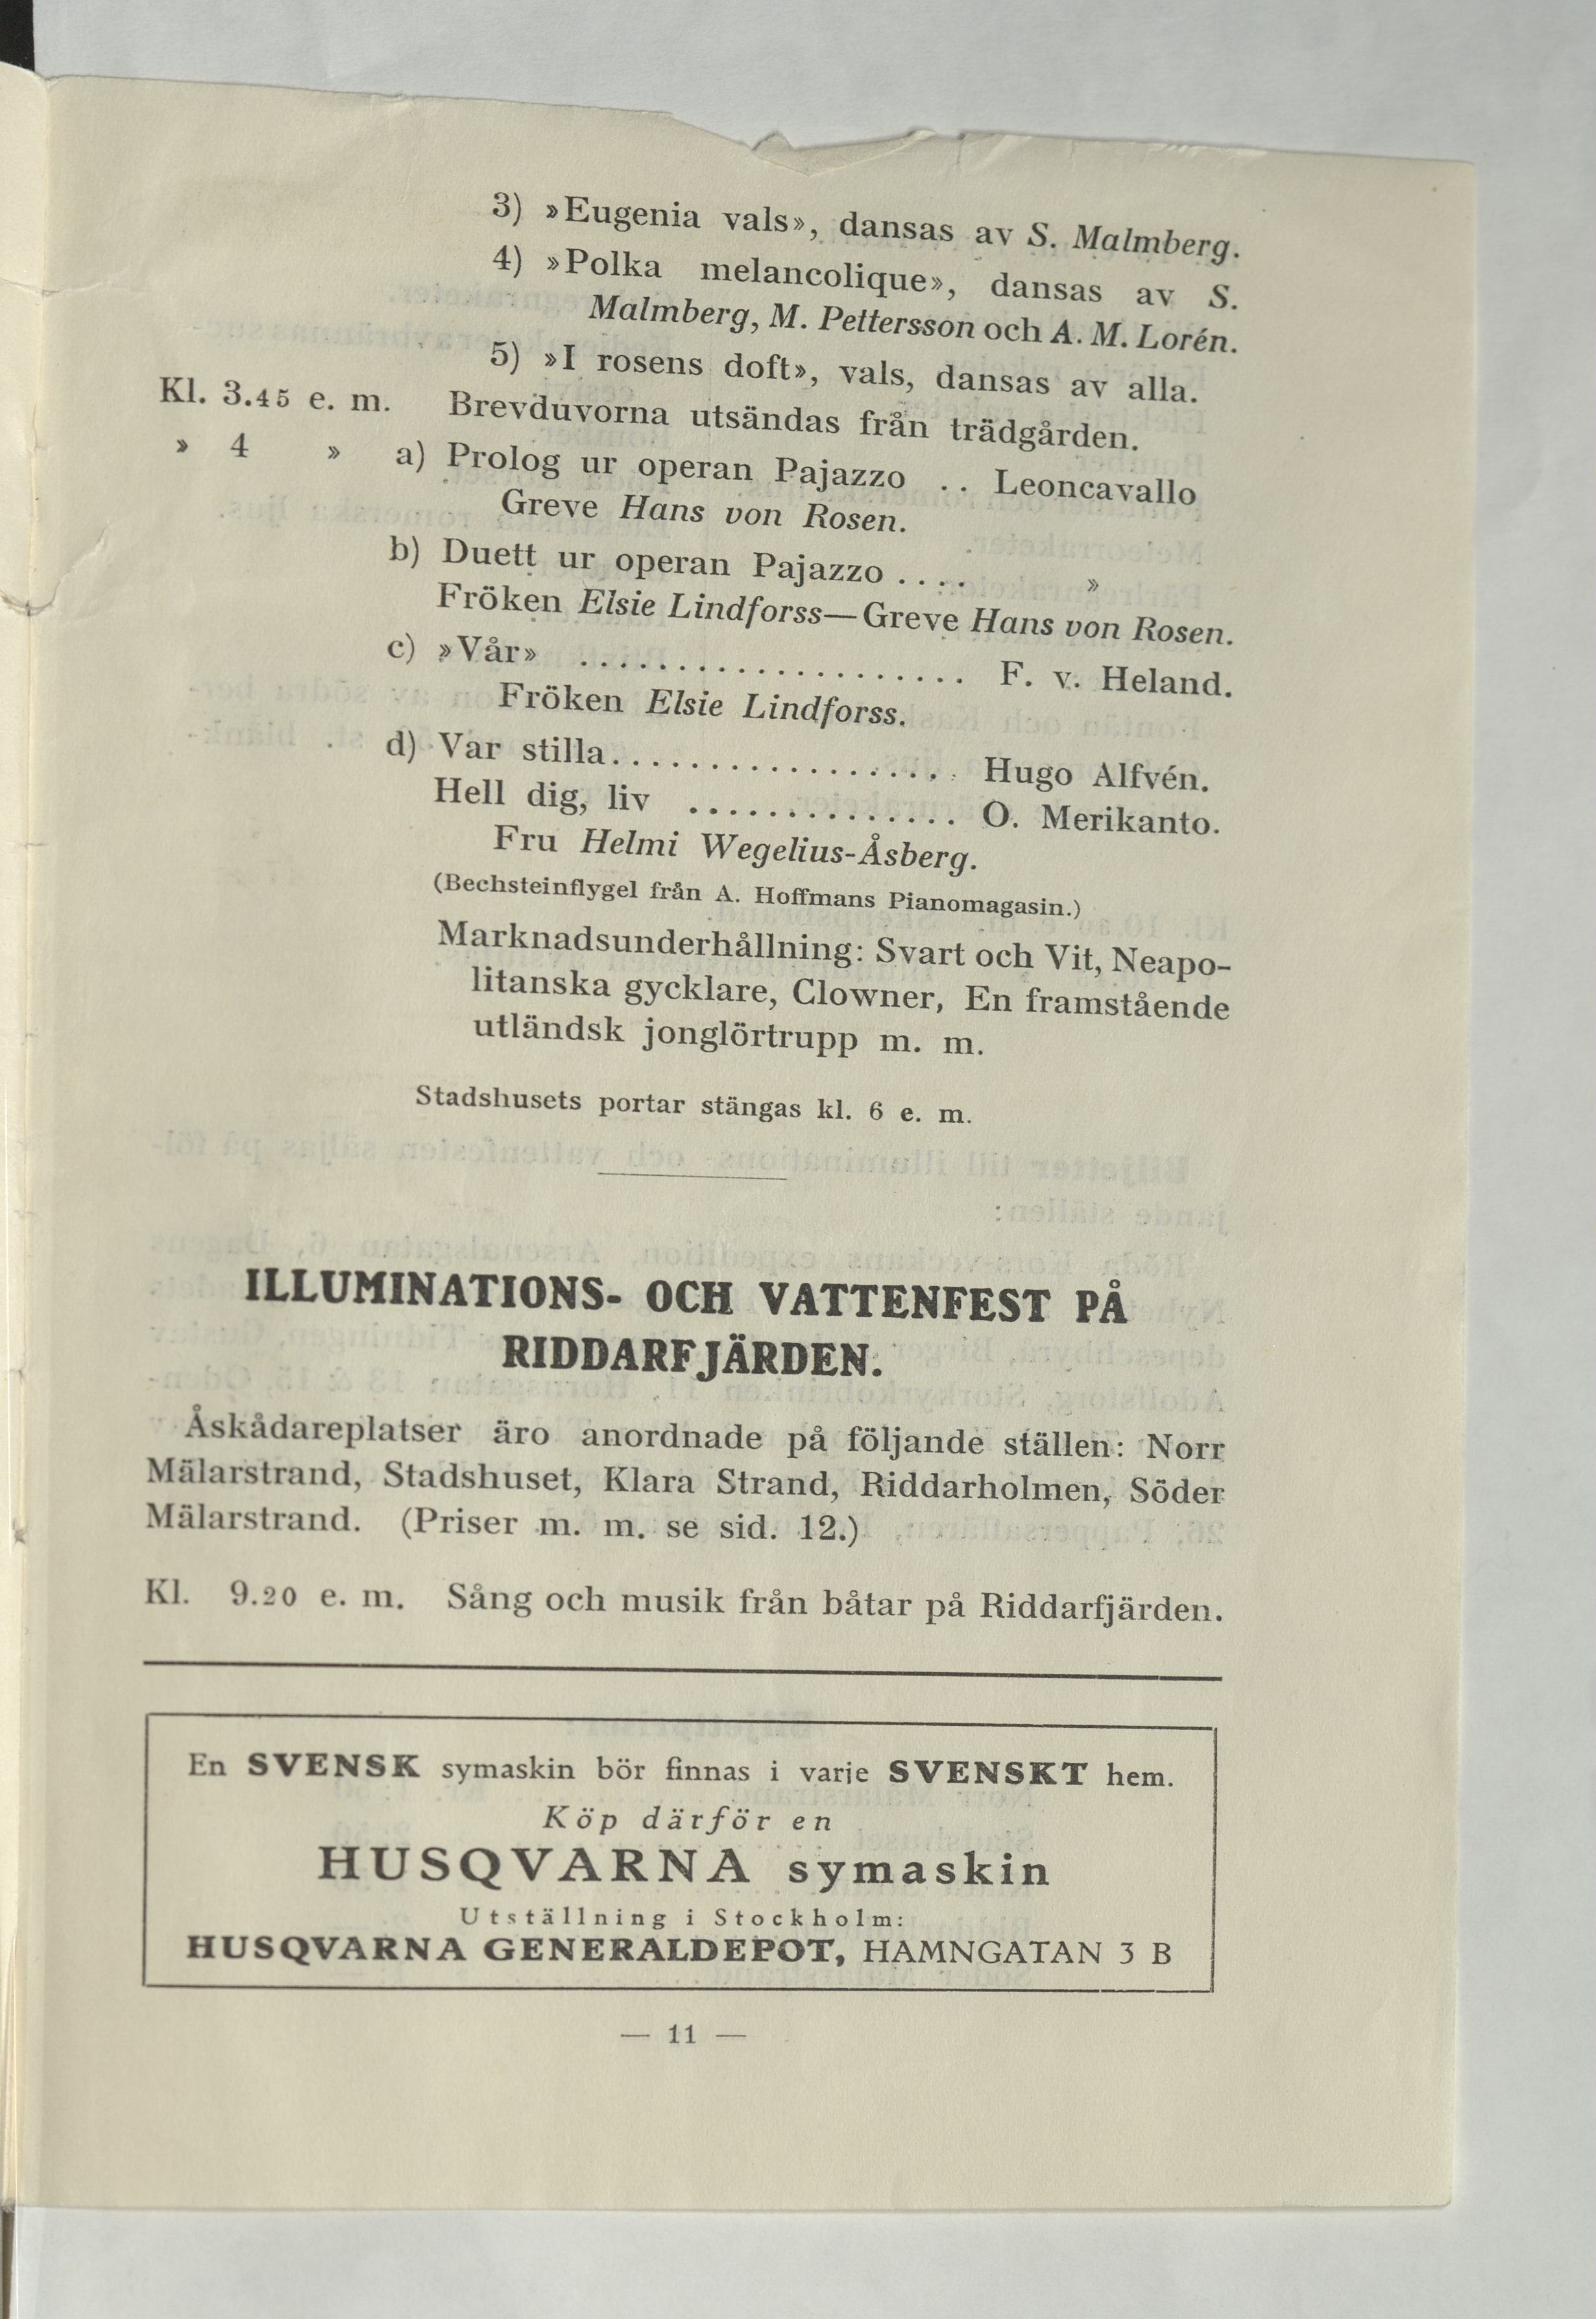 3) »Eugenia vals», dansas av S. Malmberg.
4) »Polka melancolique», dansas av S.
Malmberg, M. Pettersson och A. M. Lorén.
5) »I rosens doft», vals, dansas av alla.
Kl. 3.45 e. m. Brevduvorna utsändas från trädgården.
» 4 » a) Prolog ur operan Pajazzo .. Leoncavallo
Greve Hans von Rosen.
b) Duett ur operan Pajazzo .... »
Fröken Elsie Lindforss—Greve Hans von Rosen.
c) »Vår» .................... F. v. Heland.
Fröken Elsie Lindforss.
d) Var stilla.................. Hugo Alfvén.
Hell dig, liv .............. O. Merikanto.
Fru Helmi Wegelius-Åsberg.
(Bechsteinflygel från A. Hoffmans Pianomagasin.)
Marknadsunderhållning: Svart och Vit, Neapo-
litanska gycklare, Clowner, En framstående
utländsk jonglörtrupp m. m.
Stadshusets portar stängas kl. 6 e. m.
ILLUMINATIONS- OCH VATTENFEST PÅ
RIDDARFJÄRDEN.
Åskådareplatser äro anordnade på följande ställen: Norr
Mälarstrand, Stadshuset, Klara Strand, Riddarholmen, Söder
Mälarstrand. (Priser m. m. se sid. 12.)
Kl. 9.20 e. m. Sång och musik från båtar på Riddarfjärden.
En SVENSK symaskin bör finnas i varje SVENSKT hem.
Köp därför en
HUSQVARNA symaskin
Utställning i Stockholm:
HUSQVARNA GENERALDEPOT, HAMNGATAN 3 B
— 11 —